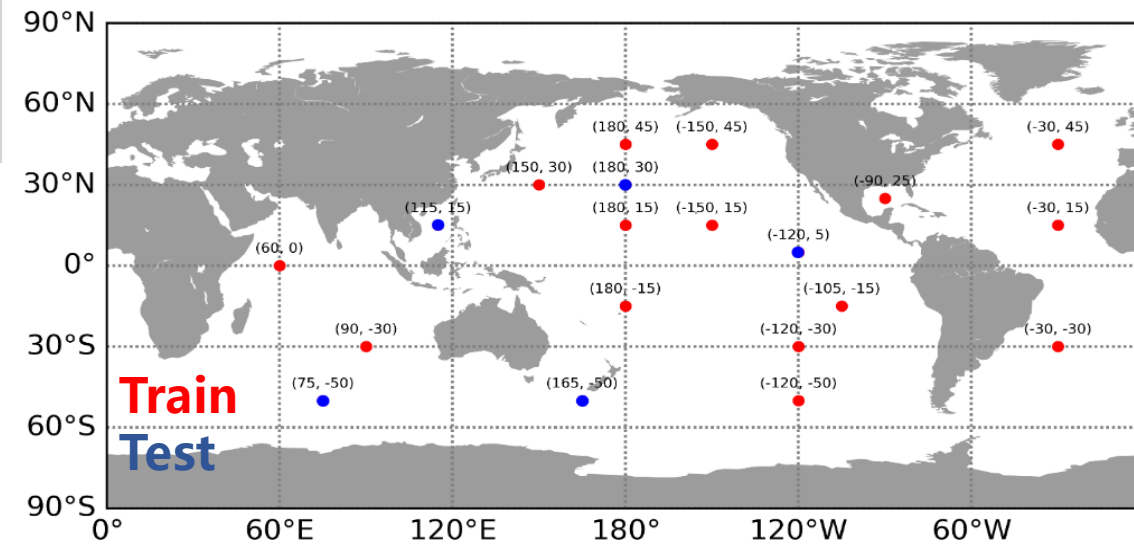 90°N
60°N
(180, 45) (-150, 45) (-30, 45)
(150, 30) (180, 30) (-90, 25)
30°N
(115, 15) (180, 15) (-150, 15) (-30, 15)
(-120, 5)
(60, 0)
0°
(180, -15) (-105, -15)
(90, -30) (-120, -30) (-30, -30)
30°S
(75, -50) (165, -50) (-120, -50)
Train
60°S
Test
90°S
0° 60°E 120°E 180° 120°W 60°W